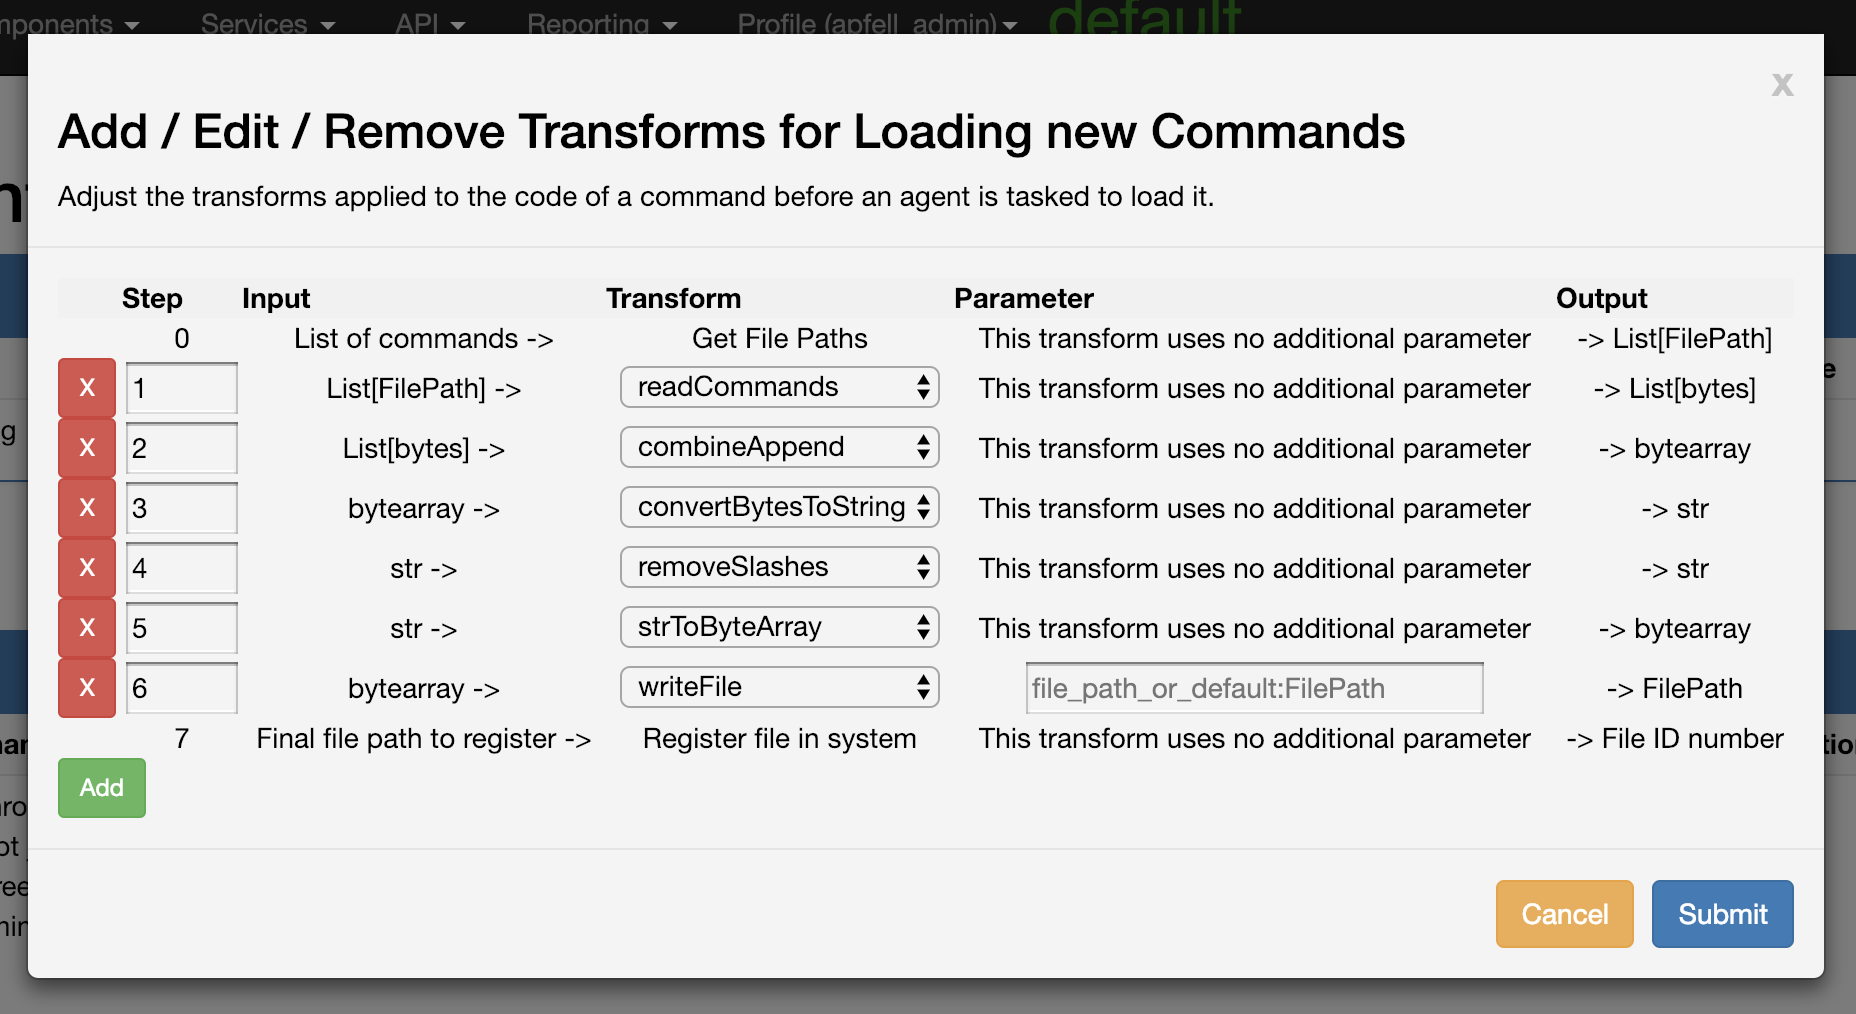 Services API Reporting Profile (apfell_admin) default
x
Add / Edit / Remove Transforms for Loading new Commands
Adjust the transforms applied to the code of a command before an agent is tasked to load it.
Step Input Transform Parameter Output
0 List of commands -> Get File Paths This transform uses no additional parameter -> List[FilePath]
X 1 List[FilePath] -> readCommands This transform uses no additional parameter -> List[bytes]
X 2 List[bytes] -> combineAppend This transform uses no additional parameter -> bytearray
X 3 bytearray -> convertBytesToString This transform uses no additional parameter -> str
X 4 str -> removeSlashes This transform uses no additional parameter -> str
X 5 str -> strToByteArray This transform uses no additional parameter -> bytearray
X 6 bytearray -> writeFile file_path_or_default:FilePath -> FilePath
7 Final file path to register -> Register file in system This transform uses no additional parameter -> File ID number
Add
Cancel Submit